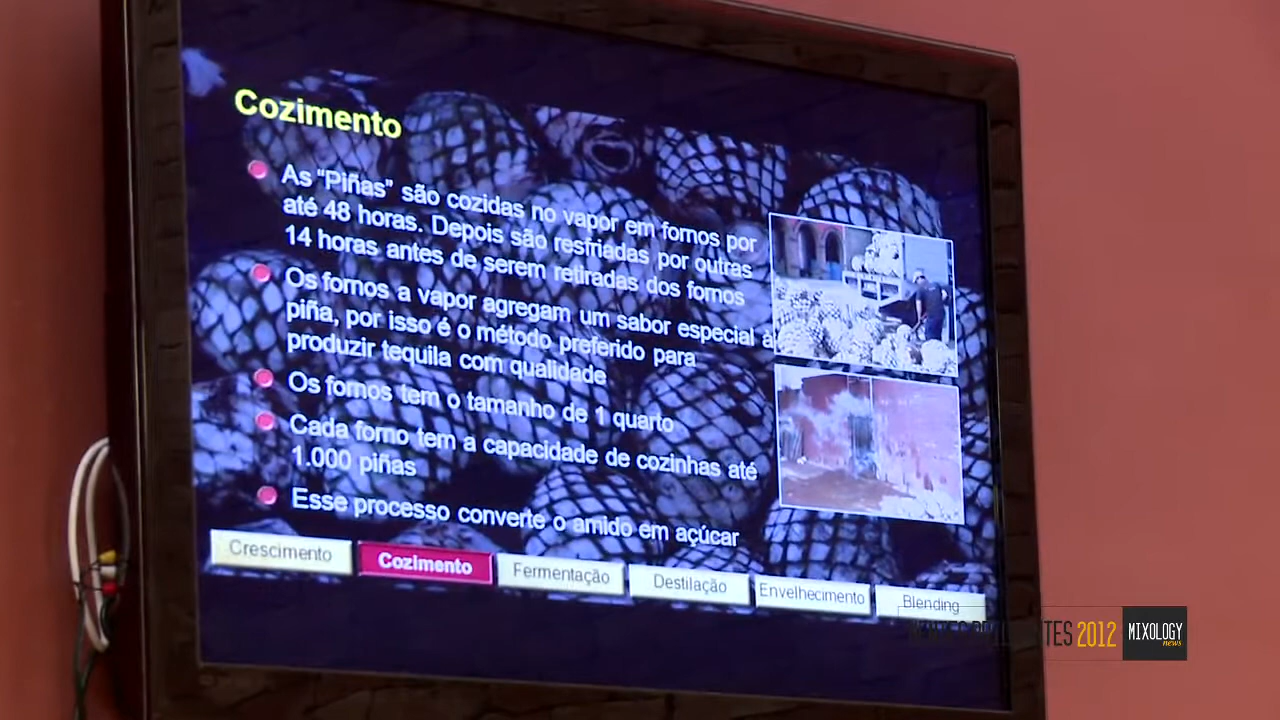 Cozimento
As “Piñas” são cozidas no vapor em fornos por
até 48 horas. Depois são resfriadas por outras
14 horas antes de serem retiradas dos fornos
Os fornos a vapor agregam um sabor especial à
piña, por isso é o método preferido para
produzir tequila com qualidade
Os fornos tem o tamanho de 1 quarto
Cada forno tem a capacidade de cozinhas até
1.000 piñas
Esse processo converte o amido em açúcar
Crescimento Cozimento Fermentação Destilação Envelhecimento Blending
2012 MIXOLOGY
news